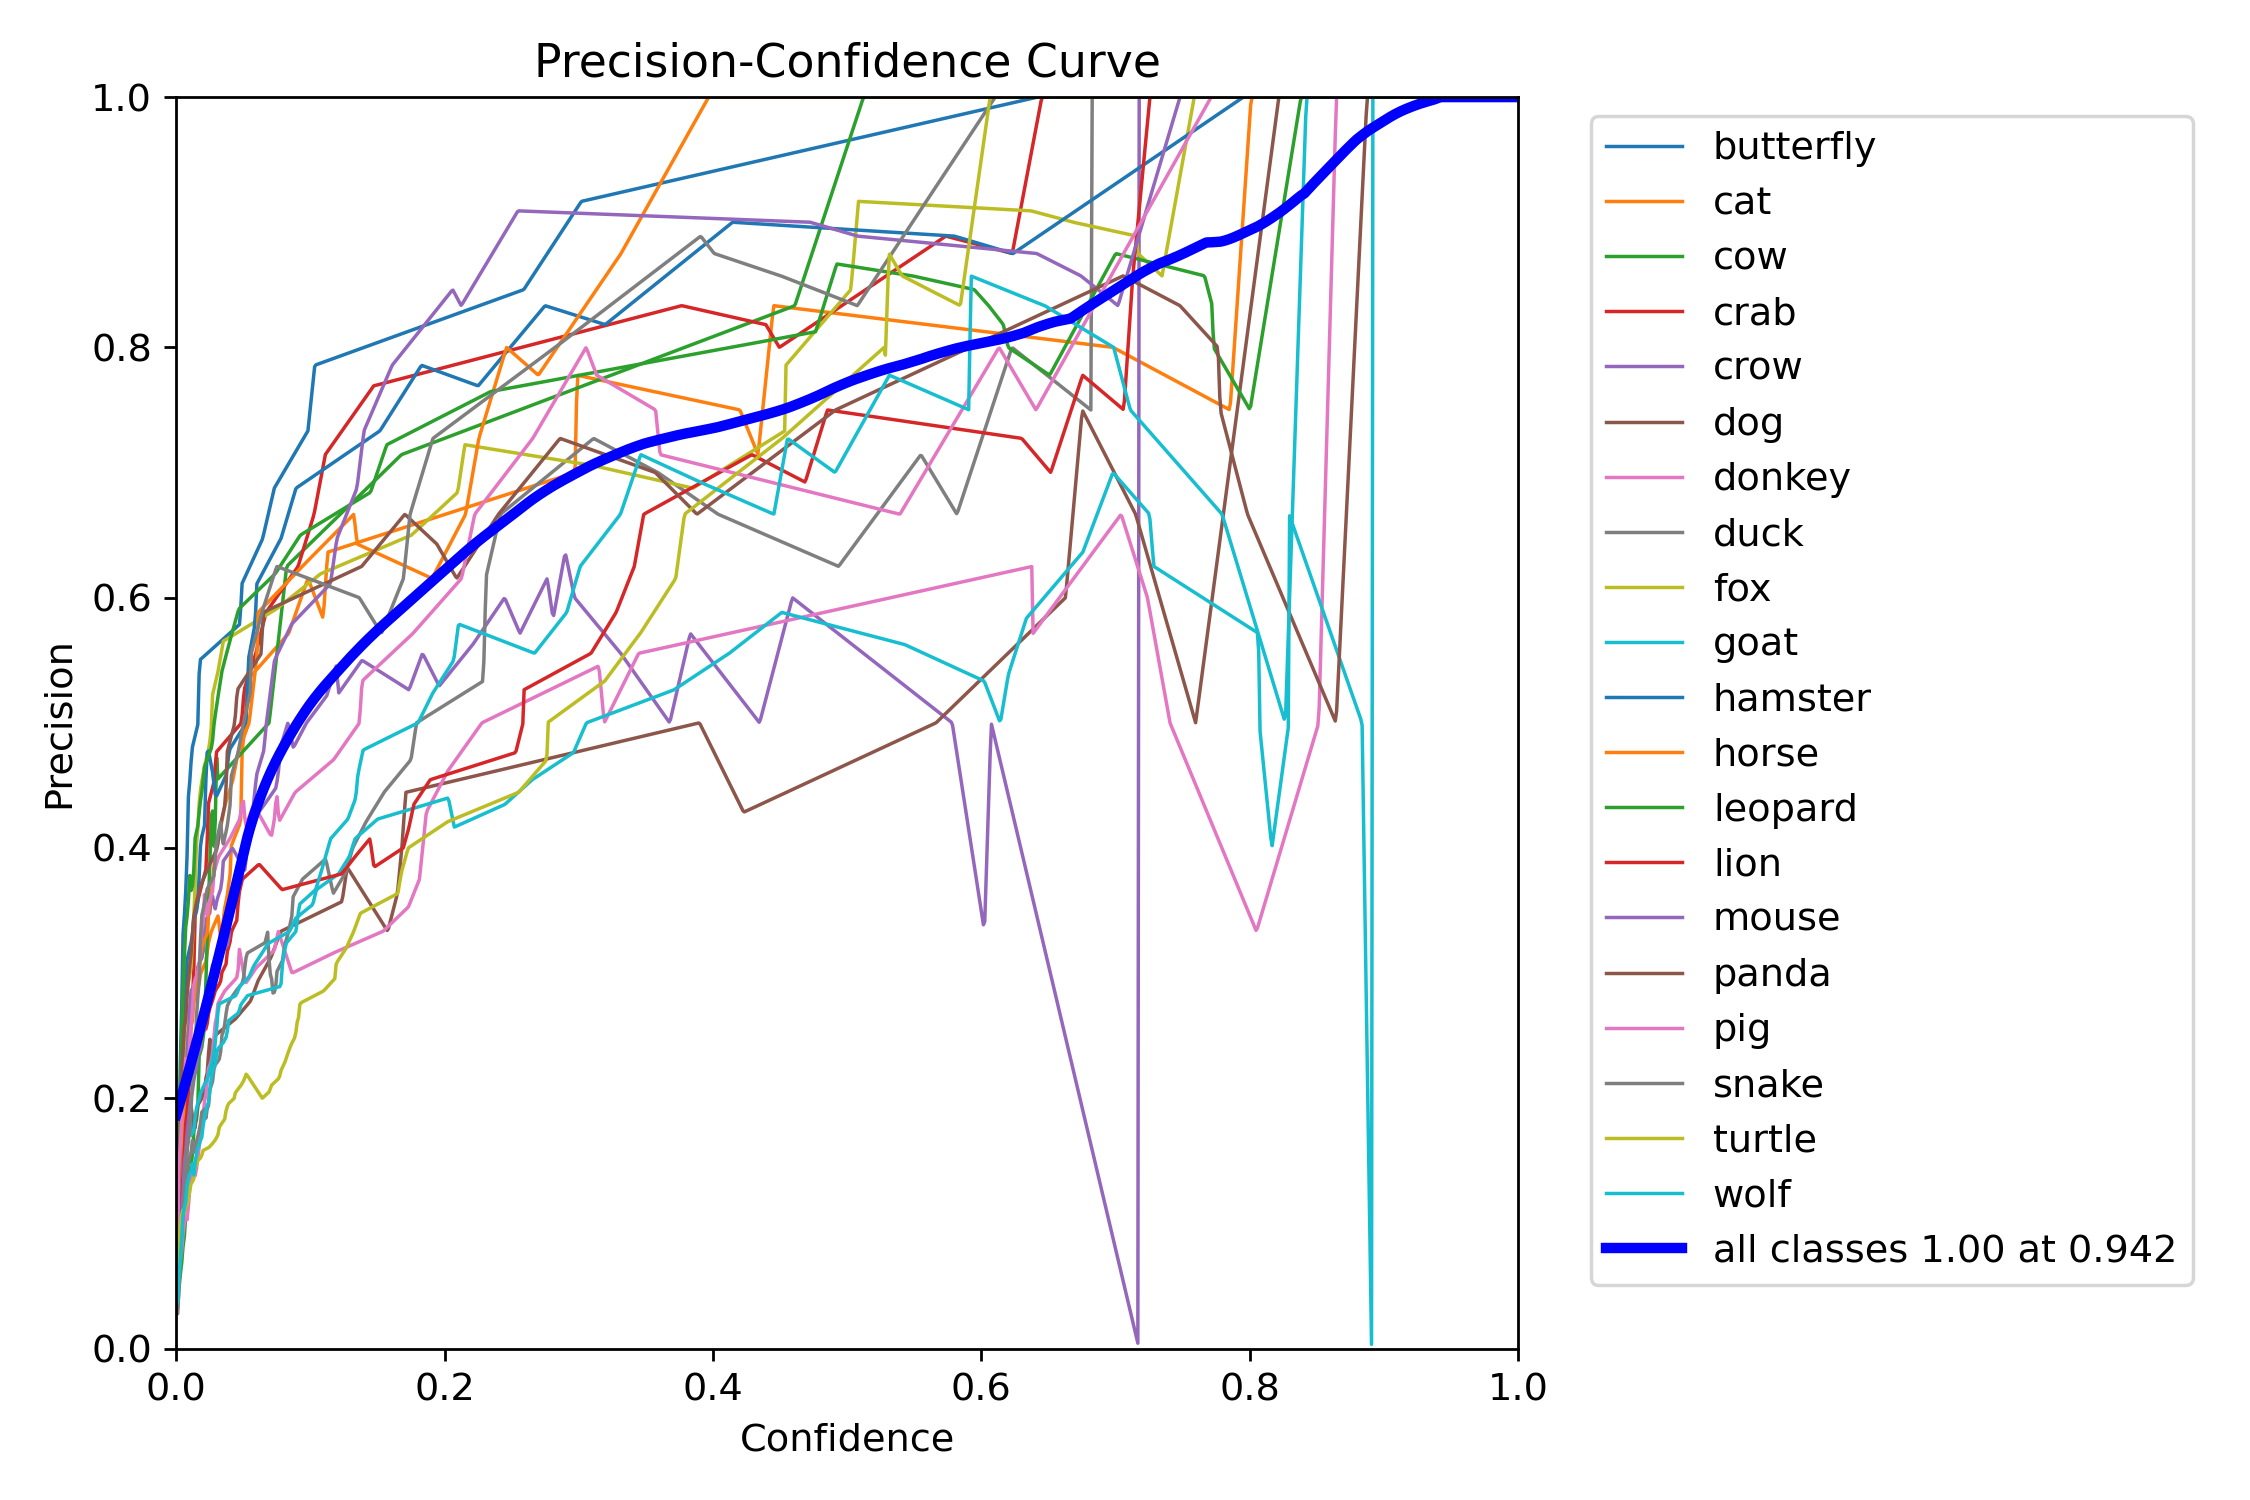 Precision-Confidence Curve
1.0
0.8
0.6
0.4
0.2
0.0
Precision
0.0 0.2 0.4 0.6 0.8 1.0
Confidence
butterfly
cat
cow
crab
crow
dog
donkey
duck
fox
goat
hamster
horse
leopard
lion
mouse
panda
pig
snake
turtle
wolf
all classes 1.00 at 0.942